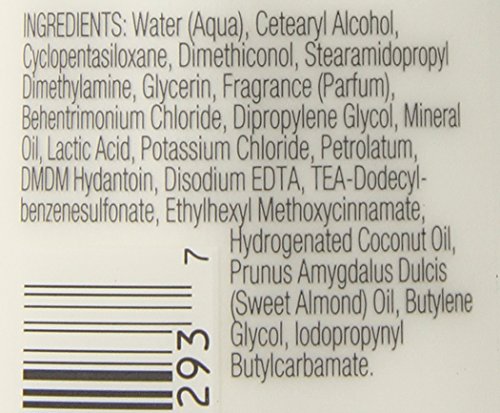 INGREDIENTS: Water (Aqua), Cetearyl Alcohol,
Cyclopentasiloxane, Dimethiconol, Stearamidopropyl
Dimethylamine, Glycerin, Fragrance (Parfum),
Behentrimonium Chloride, Dipropylene Glycol, Mineral
Oil, Lactic Acid, Potassium Chloride, Petrolatum,
DMDM Hydantoin, Disodium EDTA, TEA-Dodecyl-
benzenesulfonate, Ethylhexyl Methoxycinnamate,
Hydrogenated Coconut Oil,
Prunus Amygdalus Dulcis
(Sweet Almond) Oil, Butylene
Glycol, Iodopropynyl
Butylcarbamate.
293 7